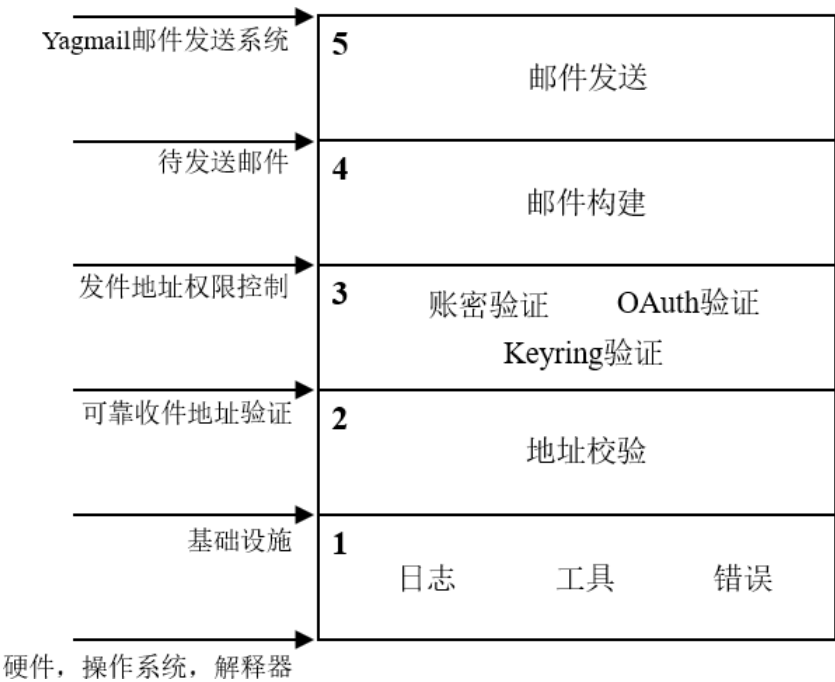 Yagmail邮件发送系统
5
邮件发送
待发送邮件
4
邮件构建
发件地址权限控制
3
账密验证 OAuth验证
Keyring验证
可靠收件地址验证
2
地址校验
基础设施
1
日志 工具 错误
硬件，操作系统，解释器